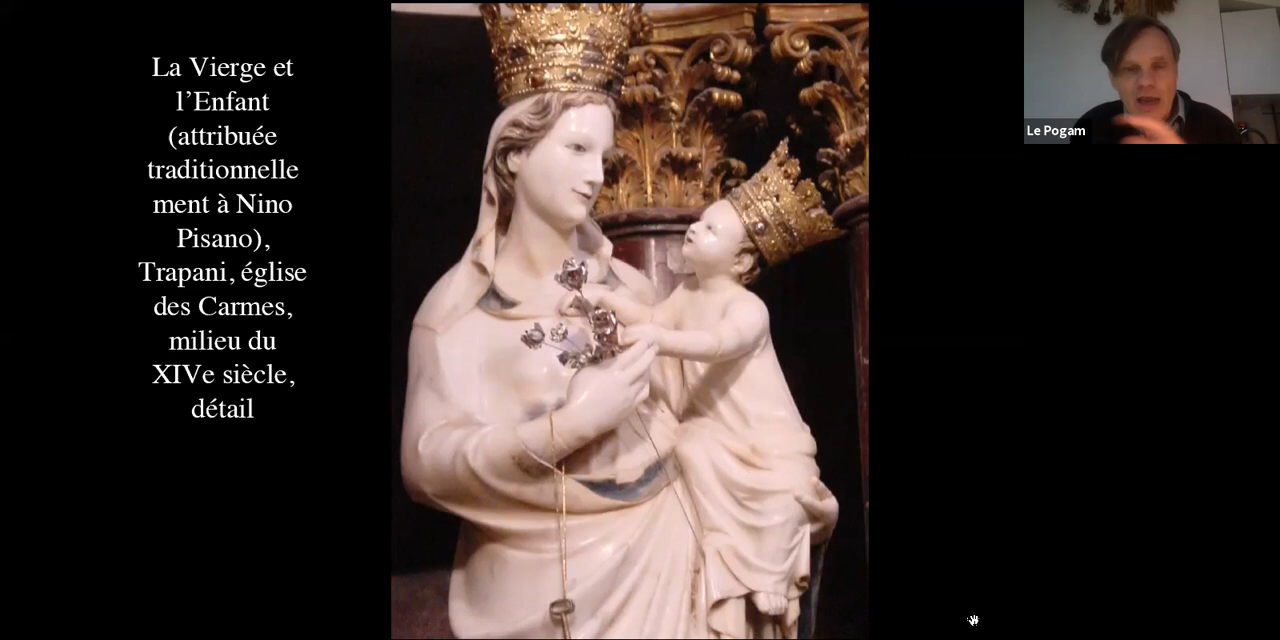 La Vierge et
l’Enfant
(attribuée
traditionnelle
ment à Nino
Pisano),
Trapani, église
des Carmes,
milieu du
XIVe siècle,
détail
Le Pogam